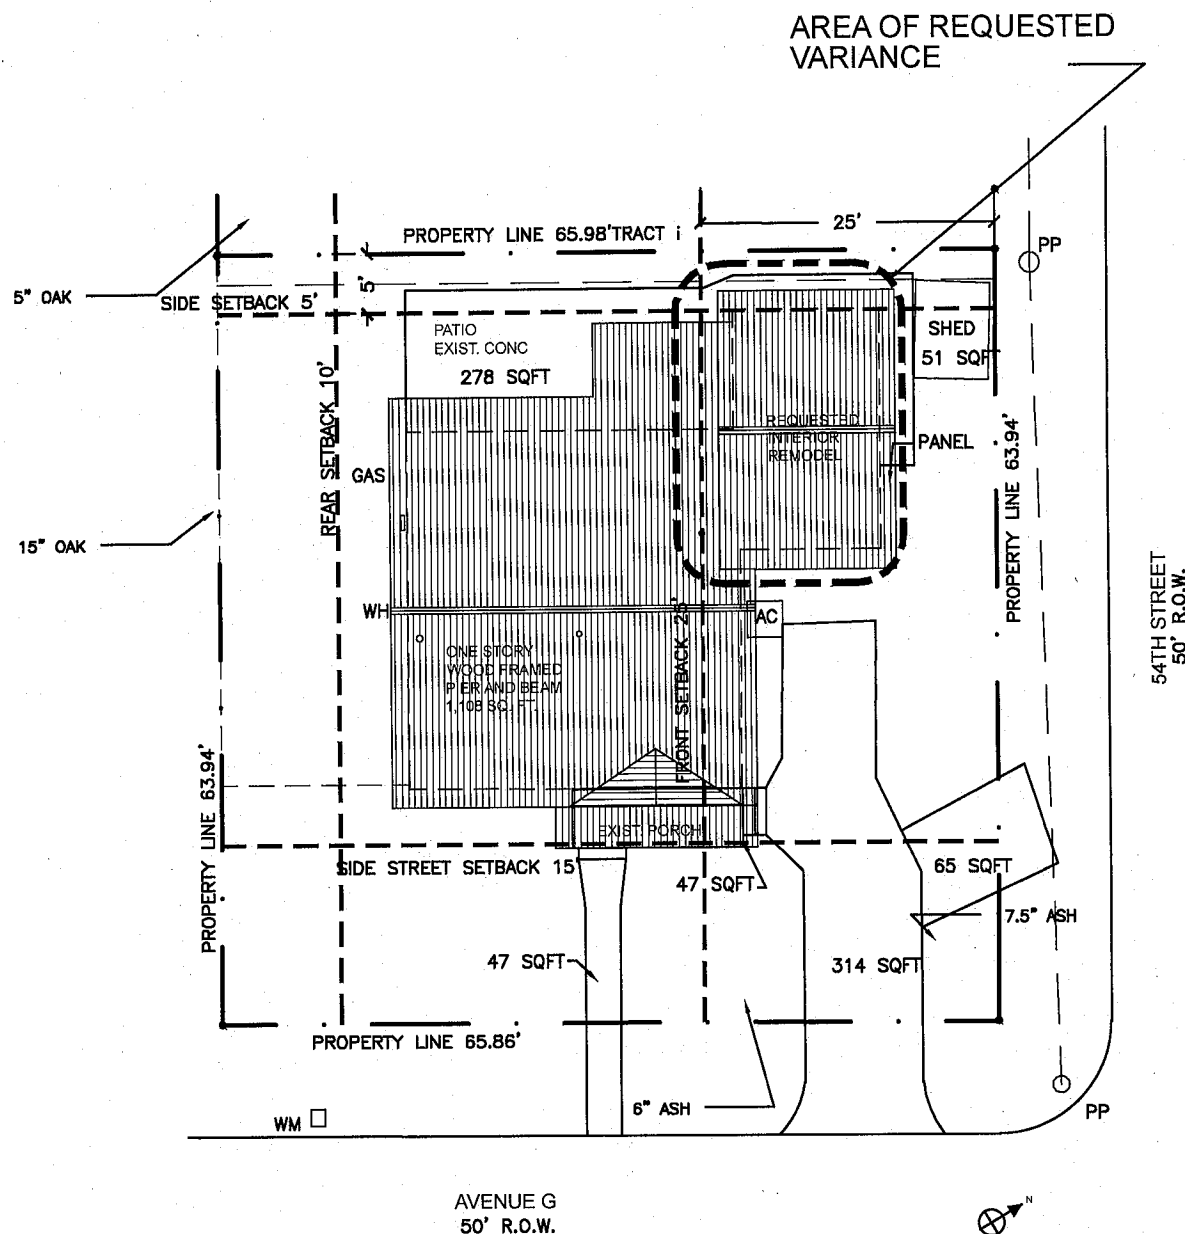 AREA OF REQUESTED
VARIANCE
25'
PROPERTY LINE 65.98'TRACT i
PP
5" OAK
SIDE SETBACK 5'
5'
PATIO
EXIST. CONC
278 SQFT
SHED
51 SQFT
REAR SETBACK 10'
REQUESTED
INTERIOR
REMODEL
PANEL
GAS
PROPERTY LINE 63.94'
15" OAK
54TH STREET
50' R.O.W.
WH
AC
FRONT SETBACK 25'
ONE STORY
WOOD FRAMED
PIER AND BEAM
1,108 SQ. FT.
PROPERTY LINE 63.94'
EXIST. PORCH
SIDE STREET SETBACK 15'
47 SQFT
65 SQFT
7.5" ASH
47 SQFT
314 SQFT
PROPERTY LINE 65.86'
6" ASH
WM
PP
AVENUE G
50' R.O.W.
N